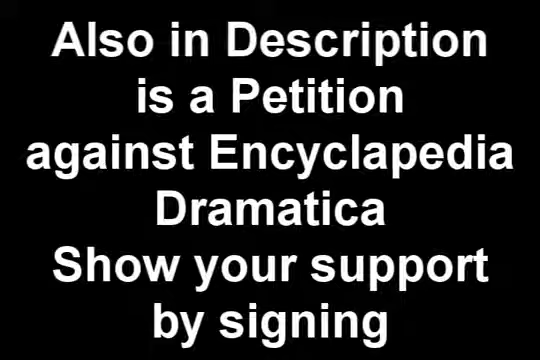 Also in Description
is a Petition
against Encyclapedia
Dramatica
Show your support
by signing